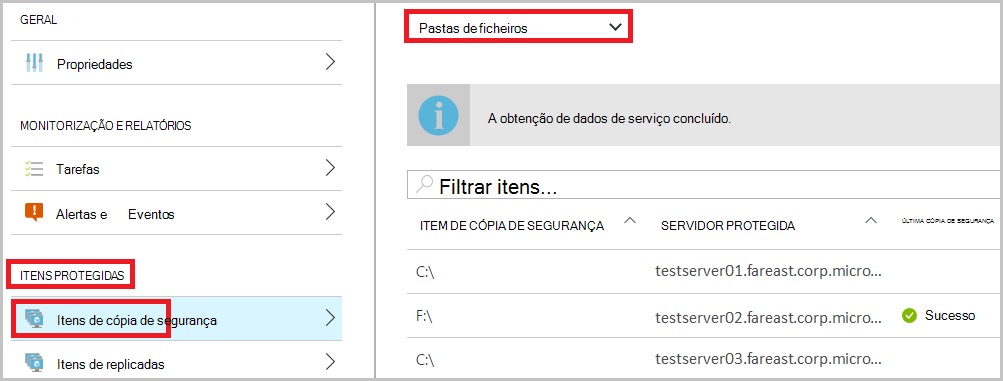 GERAL
Propriedades
MONITORIZAÇÃO E RELATÓRIOS
Tarefas
Alertas e Eventos
ITENS PROTEGIDAS
Itens de cópia de segurança
Itens de replicadas
Pastas de ficheiros
A obtenção de dados de serviço concluído.
Filtrar itens...
ITEM DE CÓPIA DE SEGURANÇA SERVIDOR PROTEGIDA ÚLTIMA CÓPIA DE SEGURANÇA
C:\ testserver01.fareast.corp.micro...
F:\ testserver02.fareast.corp.micro... Sucesso
C:\ testserver03.fareast.corp.micro...